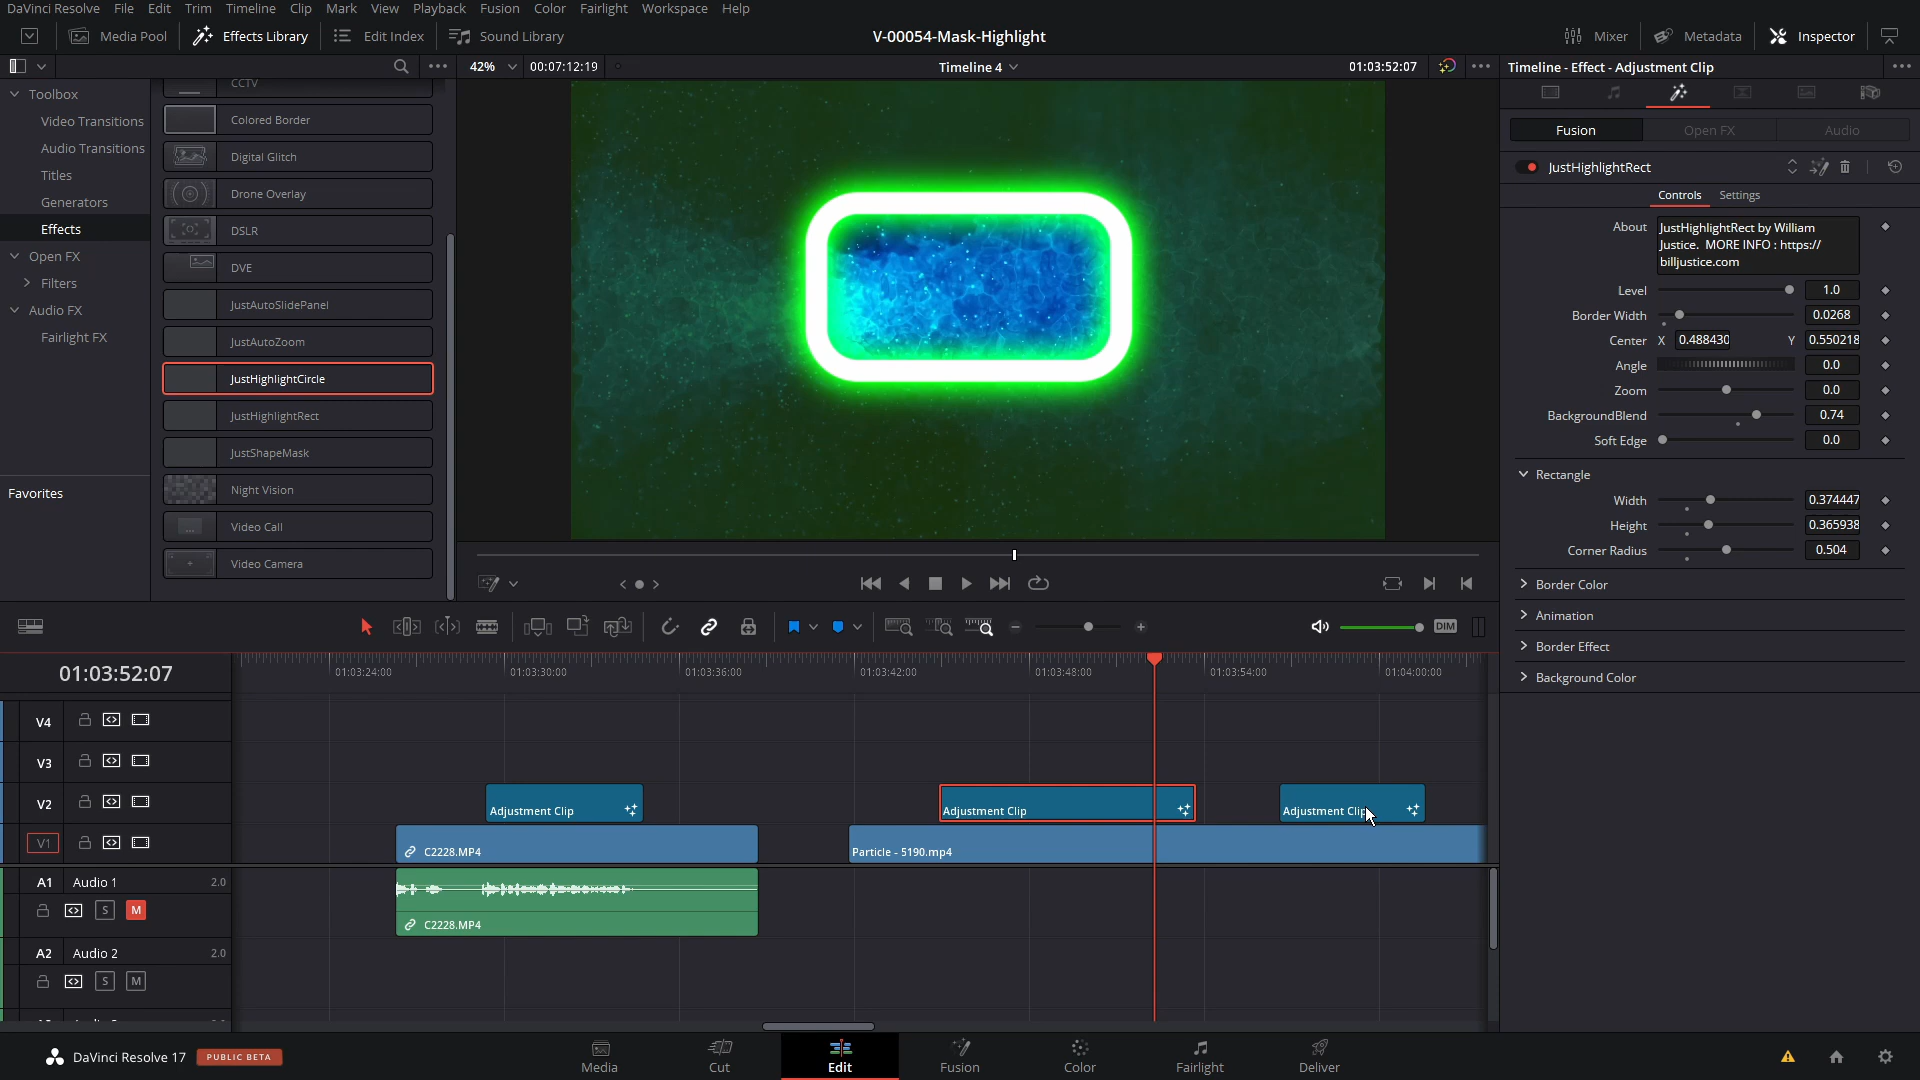 DaVinci Resolve File Edit Trim Timeline Clip Mark View Playback Fusion Color Fairlight Workspace Help
Media Pool Effects Library Edit Index Sound Library V-00054-Mask-Highlight Mixer Metadata Inspector
42% 00:07:12:19 Timeline 4 01:03:52:07 Timeline - Effect - Adjustment Clip
Toolbox
Video Transitions
Audio Transitions
Titles
Generators
Effects
Open FX
Filters
Audio FX
Fairlight FX
Favorites
CCTV
Colored Border
Digital Glitch
Drone Overlay
DSLR
DVE
JustAutoSlidePanel
JustAutoZoom
JustHighlightCircle
JustHighlightRect
JustShapeMask
Night Vision
Video Call
Video Camera
Fusion Open FX Audio
JustHighlightRect
Controls Settings
About JustHighlightRect by William
Justice. MORE INFO : https://
billjustice.com
Level 1.0
Border Width 0.0268
Center X 0.488430 Y 0.550218
Angle 0.0
Zoom 0.0
BackgroundBlend 0.74
Soft Edge 0.0
Rectangle
Width 0.374447
Height 0.365938
Corner Radius 0.504
Border Color
Animation
Border Effect
Background Color
DIM
01:03:52:07 01:03:24:00 01:03:30:00 01:03:36:00 01:03:42:00 01:03:48:00 01:03:54:00 01:04:00:00
V4
V3
V2 Adjustment Clip Adjustment Clip Adjustment Clip
V1 C2228.MP4 Particle - 5190.mp4
A1 Audio 1 2.0
S M
C2228.MP4
A2 Audio 2 2.0
S M
DaVinci Resolve 17 PUBLIC BETA Media Cut Edit Fusion Color Fairlight Deliver